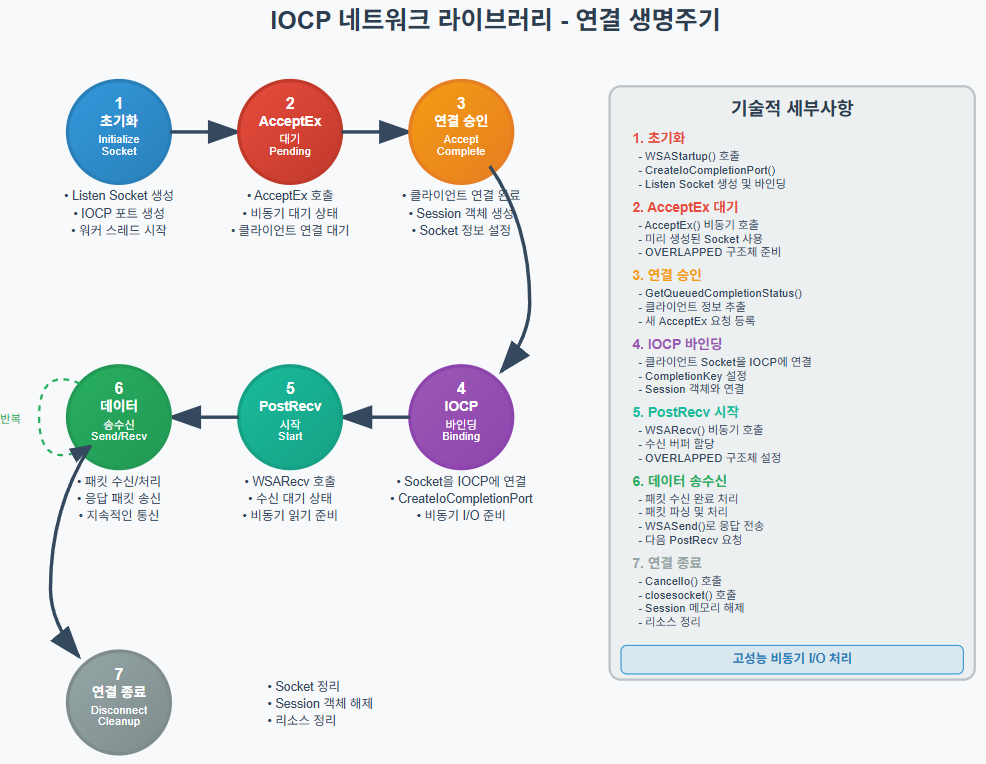 IOCP 네트워크 라이브러리 - 연결 생명주기
1
초기화
Initialize
Socket
• Listen Socket 생성
• IOCP 포트 생성
• 워커 스레드 시작
2
AcceptEx
대기
Pending
• AcceptEx 호출
• 비동기 대기 상태
• 클라이언트 연결 대기
3
연결 승인
Accept
Complete
• 클라이언트 연결 완료
• Session 객체 생성
• Socket 정보 설정
4
IOCP
바인딩
Binding
• Socket을 IOCP에 연결
• CreateIoCompletionPort
• 비동기 I/O 준비
5
PostRecv
시작
Start
• WSARecv 호출
• 수신 대기 상태
• 비동기 읽기 준비
6
데이터
송수신
Send/Recv
반복
• 패킷 수신/처리
• 응답 패킷 송신
• 지속적인 통신
7
연결 종료
Disconnect
Cleanup
• Socket 정리
• Session 객체 해제
• 리소스 정리
기술적 세부사항
1. 초기화
- WSAStartup() 호출
- CreateIoCompletionPort()
- Listen Socket 생성 및 바인딩
2. AcceptEx 대기
- AcceptEx() 비동기 호출
- 미리 생성된 Socket 사용
- OVERLAPPED 구조체 준비
3. 연결 승인
- GetQueuedCompletionStatus()
- 클라이언트 정보 추출
- 새 AcceptEx 요청 등록
4. IOCP 바인딩
- 클라이언트 Socket을 IOCP에 연결
- CompletionKey 설정
- Session 객체와 연결
5. PostRecv 시작
- WSARecv() 비동기 호출
- 수신 버퍼 할당
- OVERLAPPED 구조체 설정
6. 데이터 송수신
- 패킷 수신 완료 처리
- 패킷 파싱 및 처리
- WSASend()로 응답 전송
- 다음 PostRecv 요청
7. 연결 종료
- CancelIo() 호출
- closesocket() 호출
- Session 메모리 해제
- 리소스 정리
고성능 비동기 I/O 처리